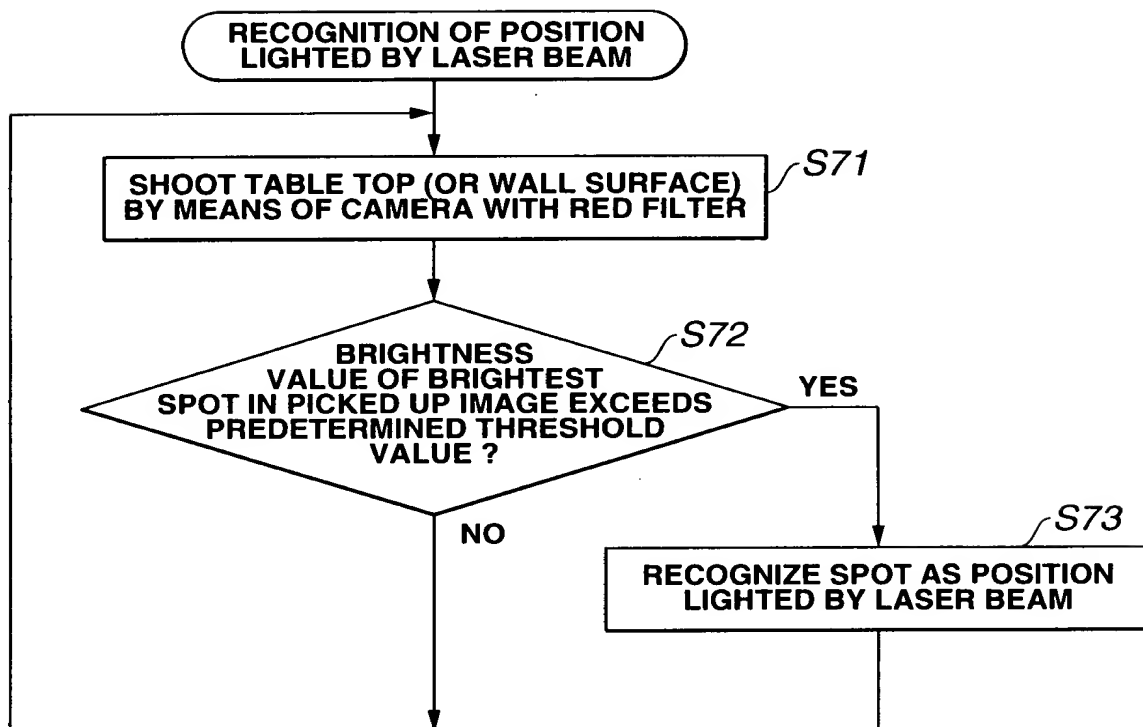 RECOGNITION OF POSITION
LIGHTED BY LASER BEAM
S71
SHOOT TABLE TOP (OR WALL SURFACE)
BY MEANS OF CAMERA WITH RED FILTER
S72
BRIGHTNESS
VALUE OF BRIGHTEST
SPOT IN PICKED UP IMAGE EXCEEDS
PREDETERMINED THRESHOLD
VALUE ?
YES
NO
S73
RECOGNIZE SPOT AS POSITION
LIGHTED BY LASER BEAM